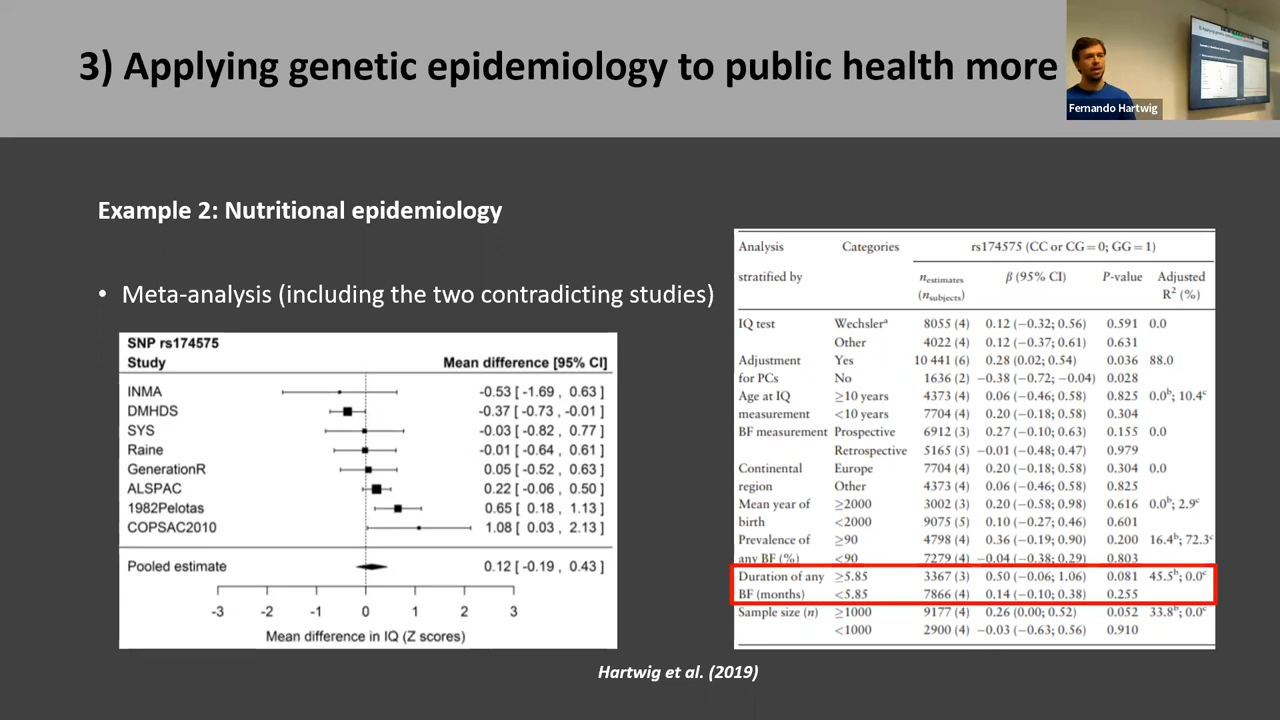 3) Applying genetic epidemiology to public health more
Fernando Hartwig
Example 2: Nutritional epidemiology
• Meta-analysis (including the two contradicting studies)
SNP rs174575
Study Mean difference [95% CI]
INMA -0.53 [ -1.69 , 0.63 ]
DMHDS -0.37 [ -0.73 , -0.01 ]
SYS -0.03 [ -0.82 , 0.77 ]
Raine -0.01 [ -0.64 , 0.61 ]
GenerationR 0.05 [ -0.52 , 0.63 ]
ALSPAC 0.22 [ -0.06 , 0.50 ]
1982Pelotas 0.65 [ 0.18 , 1.13 ]
COPSAC2010 1.08 [ 0.03 , 2.13 ]
Pooled estimate 0.12 [ -0.19 , 0.43 ]
-3 -2 -1 0 1 2 3
Mean difference in IQ (Z scores)
Analysis Categories rs174575 (CC or CG = 0; GG = 1)
stratified by nestimates β (95% CI) P-value Adjusted
(nsubjects) R² (%)
IQ test Wechslerᵃ 8055 (4) 0.12 (−0.32; 0.56) 0.591 0.0
Other 4022 (4) 0.12 (−0.37; 0.61) 0.631
Adjustment Yes 10 441 (6) 0.28 (0.02; 0.54) 0.036 88.0
for PCs No 1636 (2) −0.38 (−0.72; −0.04) 0.028
Age at IQ ≥10 years 4373 (4) 0.06 (−0.46; 0.58) 0.825 0.0ᵇ; 10.4ᶜ
measurement <10 years 7704 (4) 0.20 (−0.18; 0.58) 0.304
BF measurement Prospective 6912 (3) 0.27 (−0.10; 0.63) 0.155 0.0
Retrospective 5165 (5) −0.01 (−0.48; 0.47) 0.979
Continental Europe 7704 (4) 0.20 (−0.18; 0.58) 0.304 0.0
region Other 4373 (4) 0.06 (−0.46; 0.58) 0.825
Mean year of ≥2000 3002 (3) 0.20 (−0.58; 0.98) 0.616 0.0ᵇ; 2.9ᶜ
birth <2000 9075 (5) 0.10 (−0.27; 0.46) 0.601
Prevalence of ≥90 4798 (4) 0.36 (−0.19; 0.90) 0.200 16.4ᵇ; 72.3ᶜ
any BF (%) <90 7279 (4) −0.04 (−0.38; 0.29) 0.803
Duration of any ≥5.85 3367 (3) 0.50 (−0.06; 1.06) 0.081 45.5ᵇ; 0.0ᶜ
BF (months) <5.85 7866 (4) 0.14 (−0.10; 0.38) 0.255
Sample size (n) ≥1000 9177 (4) 0.26 (0.00; 0.52) 0.052 33.8ᵇ; 0.0ᶜ
<1000 2900 (4) −0.03 (−0.63; 0.56) 0.910
Hartwig et al. (2019)